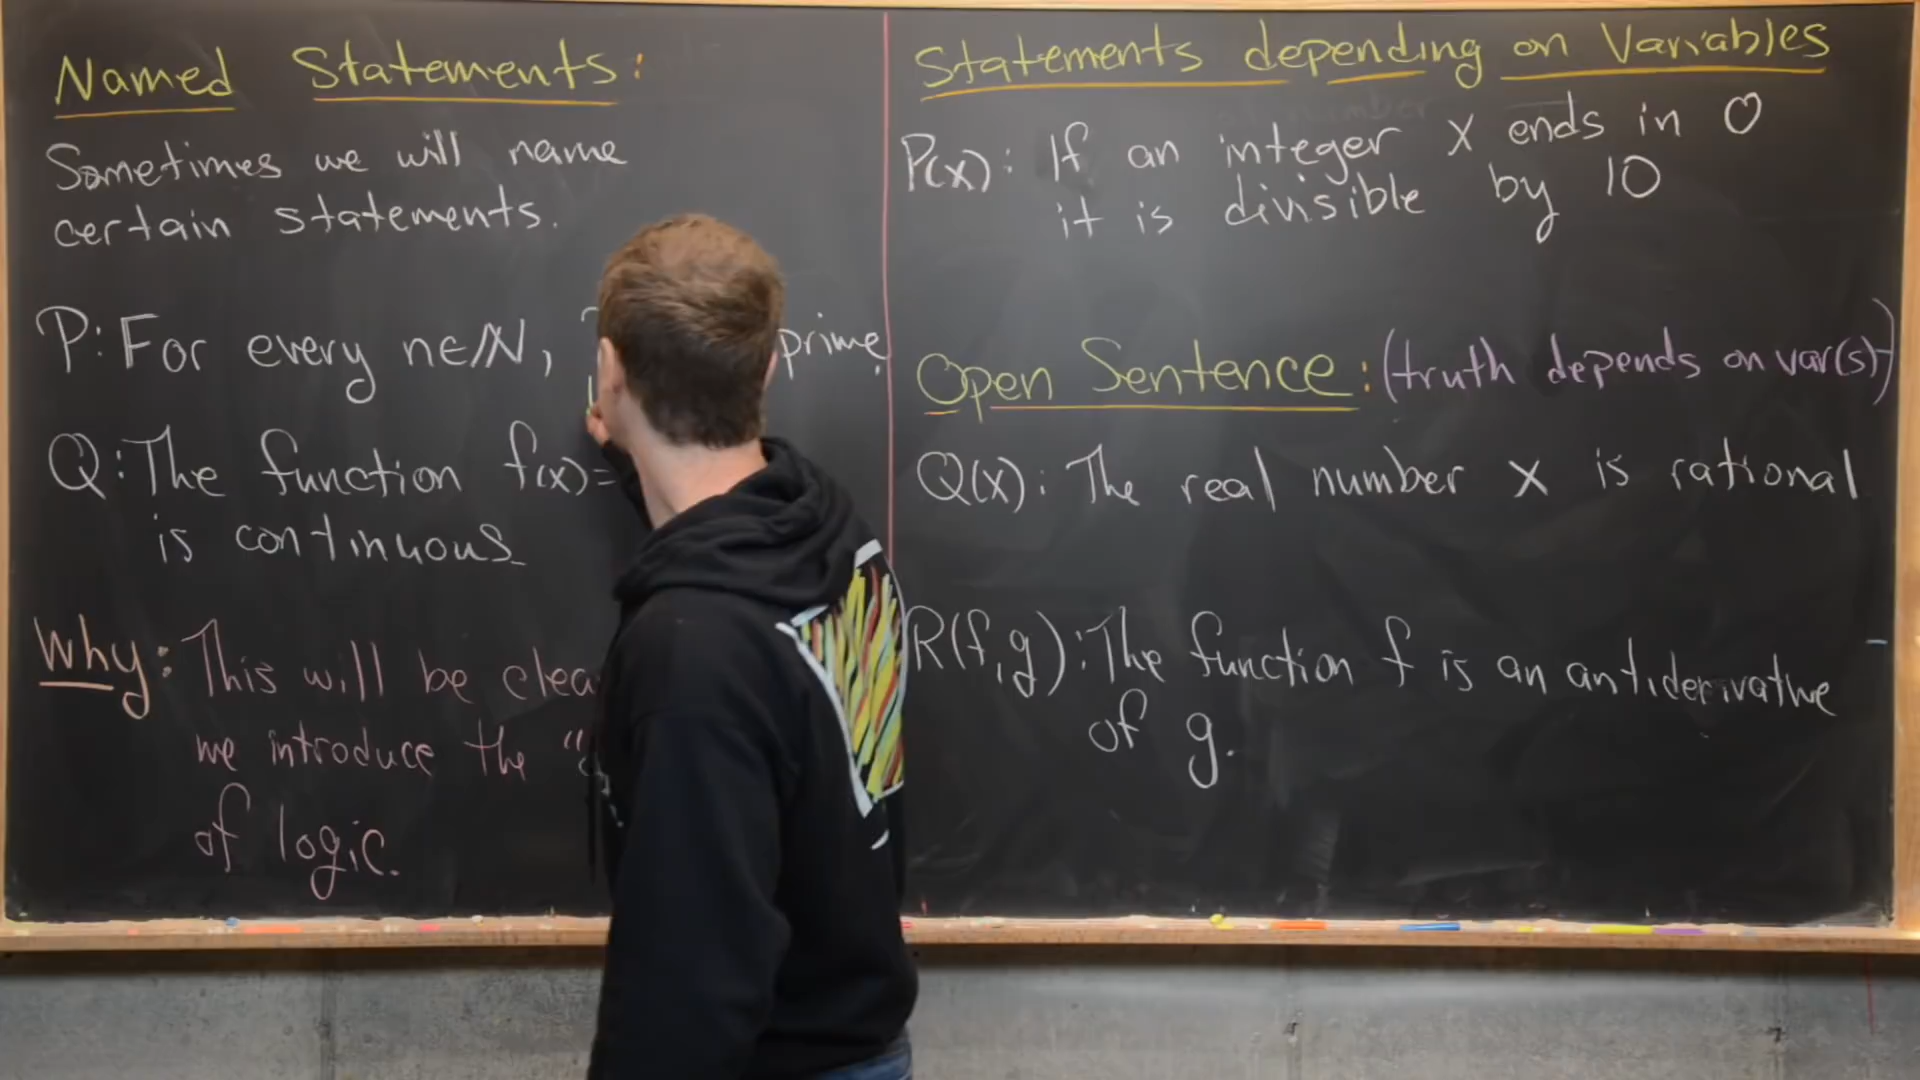 Named Statements:
Sometimes we will name
certain statements.
P: For every n∈ℕ, prime.
Q: The function f(x)=
is continuous
Why: This will be
we introduce the "
of logic.
Statements depending on Variables
P(x): If an integer x ends in 0
it is divisible by 10
Open Sentence: (truth depends on var(s))
Q(x): The real number x is rational
R(f,g): The function f is an antiderivative
of g.